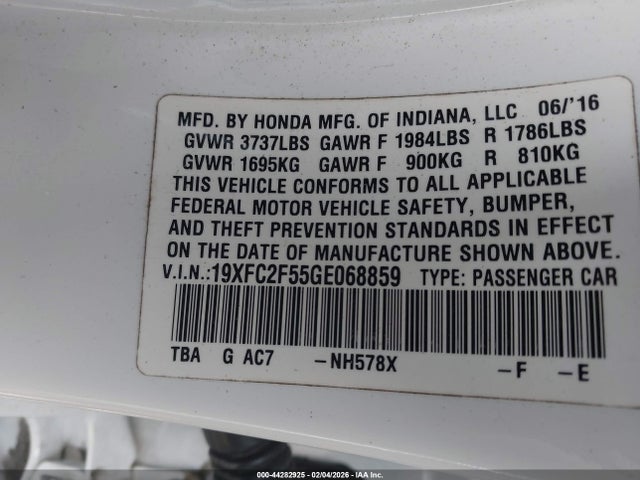 MFD. BY HONDA MFG. OF INDIANA, LLC 06/'16
GVWR 3737LBS GAWR F 1984LBS R 1786LBS
GVWR 1695KG GAWR F 900KG R 810KG
THIS VEHICLE CONFORMS TO ALL APPLICABLE
FEDERAL MOTOR VEHICLE SAFETY, BUMPER,
AND THEFT PREVENTION STANDARDS IN EFFECT
ON THE DATE OF MANUFACTURE SHOWN ABOVE.
V.I.N.:19XFC2F55GE068859 TYPE: PASSENGER CAR
TBA G AC7 -NH578X -F -E
000-44282925 - 02/04/2026 - IAA Inc.